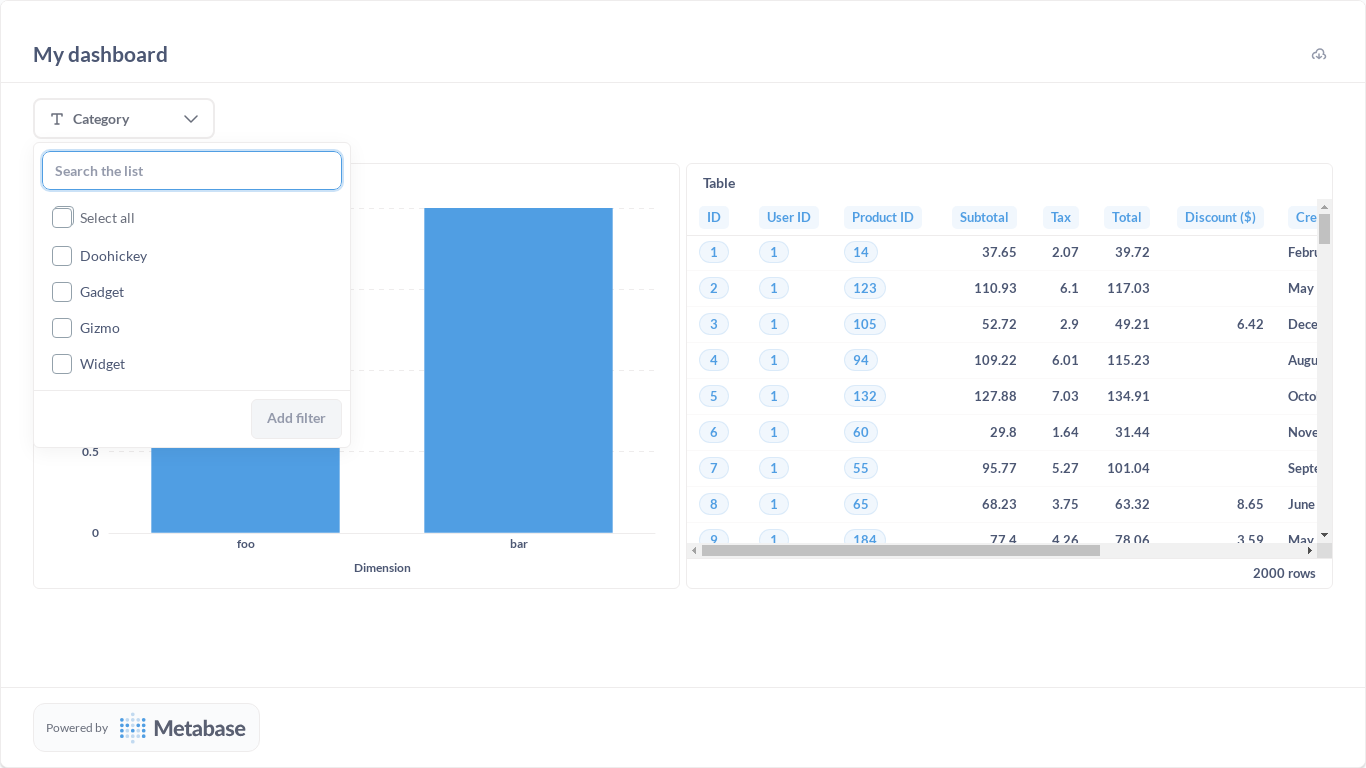 My dashboard
Category
Search the list
Select all
Doohickey
Gadget
Gizmo
Widget
Add filter
0.5
0
foo bar
Dimension
Table
ID User ID Product ID Subtotal Tax Total Discount ($) Cre
1 1 14 37.65 2.07 39.72 Febru
2 1 123 110.93 6.1 117.03 May
3 1 105 52.72 2.9 49.21 6.42 Dece
4 1 94 109.22 6.01 115.23 Augu
5 1 132 127.88 7.03 134.91 Octo
6 1 60 29.8 1.64 31.44 Nove
7 1 55 95.77 5.27 101.04 Septe
8 1 65 68.23 3.75 63.32 8.65 June
9 1 184 77.4 4.26 78.06 3.59 May
2000 rows
Powered by Metabase